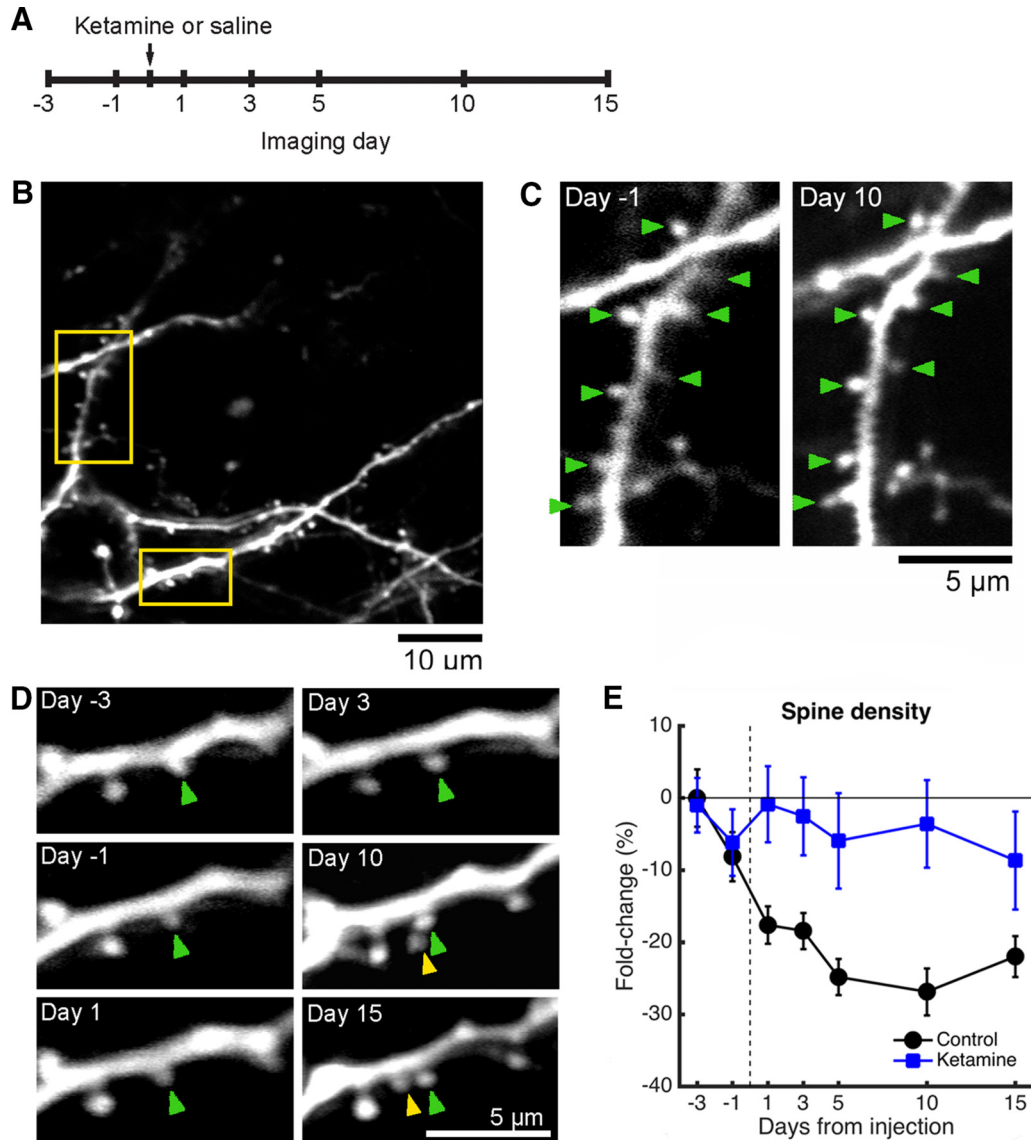 A
Ketamine or saline
-3 -1 1 3 5 10 15
Imaging day
B
10 µm
C
Day -1
Day 10
5 µm
D
Day -3
Day 3
Day -1
Day 10
Day 1
Day 15
5 µm
E
Spine density
10
0
-10
-20
-30
-40
Fold-change (%)
Control
Ketamine
-3 -1 1 3 5 10 15
Days from injection